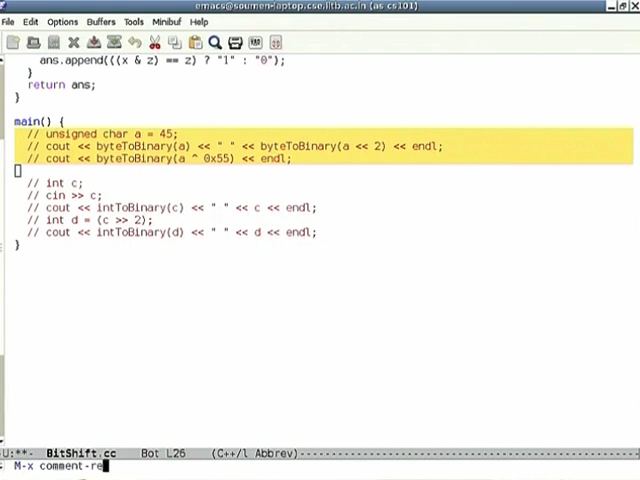 emacs@soumen-laptop.cse.iitb.ac.in (as cs101)
File Edit Options Buffers Tools Minibuf Help
ans.append(((x & z) == z) ? "1" : "0");
}
return ans;
}
main() {
// unsigned char a = 45;
// cout << byteToBinary(a) << " " << byteToBinary(a << 2) << endl;
// cout << byteToBinary(a ^ 0x55) << endl;
// int c;
// cin >> c;
// cout << intToBinary(c) << " " << c << endl;
// int d = (c >> 2);
// cout << intToBinary(d) << " " << d << endl;
}
-U:**- BitShift.cc Bot L26 (C++/l Abbrev)
M-x comment-re